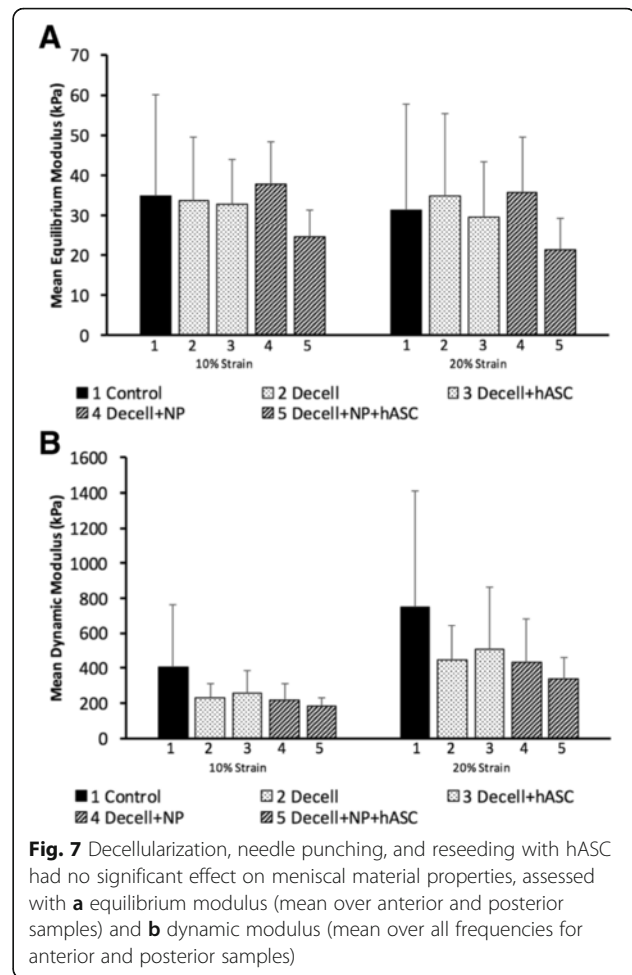 A
70
60
50
40
30
20
10
0
Mean Equilibrium Modulus (kPa)
1 2 3 4 5 1 2 3 4 5
10% Strain 20% Strain
1 Control 2 Decell 3 Decell+hASC
4 Decell+NP 5 Decell+NP+hASC
B
1600
1400
1200
1000
800
600
400
200
0
Mean Dynamic Modulus (kPa)
1 2 3 4 5 1 2 3 4 5
10% Strain 20% Strain
1 Control 2 Decell 3 Decell+hASC
4 Decell+NP 5 Decell+NP+hASC
Fig. 7 Decellularization, needle punching, and reseeding with hASC
had no significant effect on meniscal material properties, assessed
with a equilibrium modulus (mean over anterior and posterior
samples) and b dynamic modulus (mean over all frequencies for
anterior and posterior samples)